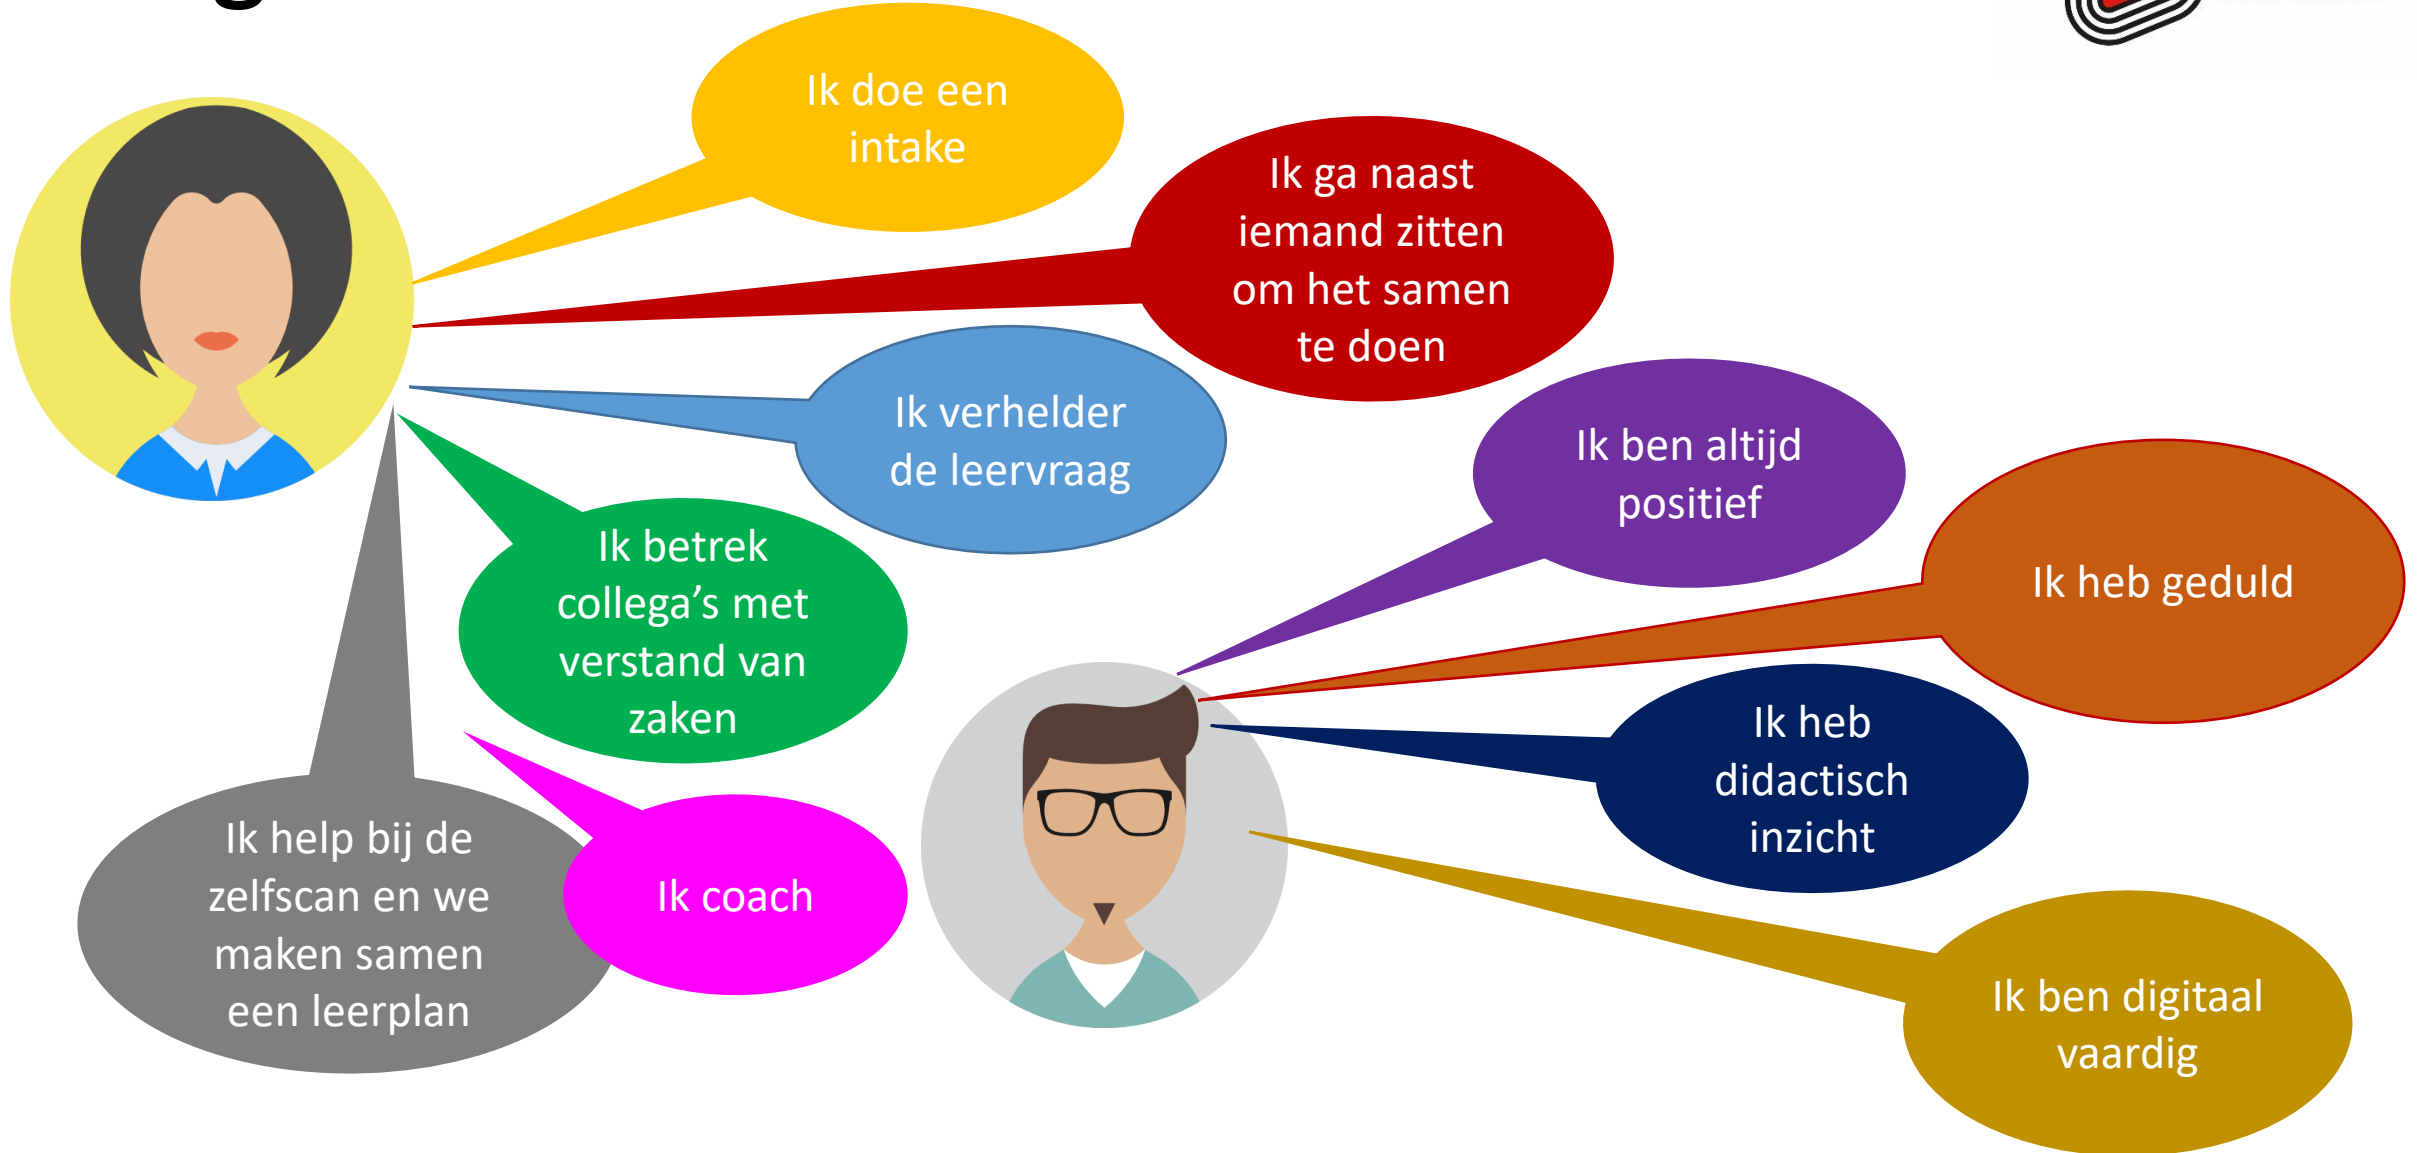 Ik doe een
intake
Ik ga naast
iemand zitten
om het samen
te doen
Ik verhelder
de leervraag
Ik betrek
collega’s met
verstand van
zaken
Ik help bij de
zelfscan en we
maken samen
een leerplan
Ik coach
Ik ben altijd
positief
Ik heb geduld
Ik heb
didactisch
inzicht
Ik ben digitaal
vaardig